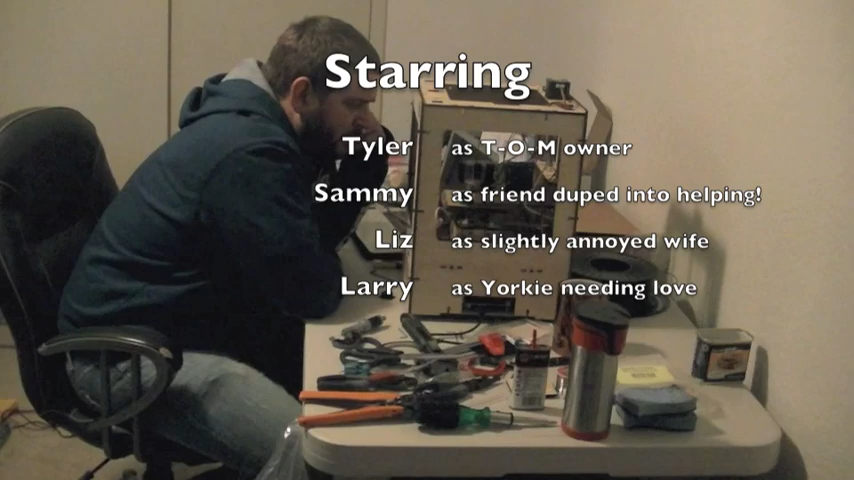 Starring
Tyler as T-O-M owner
Sammy as friend duped into helping!
Liz as slightly annoyed wife
Larry as Yorkie needing love